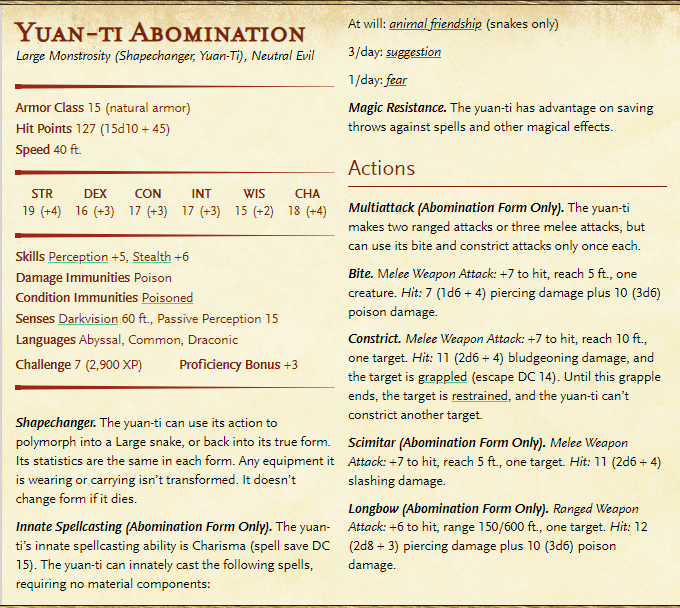 Yuan-ti Abomination
Large Monstrosity (Shapechanger, Yuan-Ti), Neutral Evil
Armor Class 15 (natural armor)
Hit Points 127 (15d10 + 45)
Speed 40 ft.
STR DEX CON INT WIS CHA
19 (+4) 16 (+3) 17 (+3) 17 (+3) 15 (+2) 18 (+4)
Skills Perception +5, Stealth +6
Damage Immunities Poison
Condition Immunities Poisoned
Senses Darkvision 60 ft., Passive Perception 15
Languages Abyssal, Common, Draconic
Challenge 7 (2,900 XP) Proficiency Bonus +3
Shapechanger. The yuan-ti can use its action to
polymorph into a Large snake, or back into its true form.
Its statistics are the same in each form. Any equipment it
is wearing or carrying isn't transformed. It doesn't
change form if it dies.
Innate Spellcasting (Abomination Form Only). The yuan-
ti's innate spellcasting ability is Charisma (spell save DC
15). The yuan-ti can innately cast the following spells,
requiring no material components:
At will: animal friendship (snakes only)
3/day: suggestion
1/day: fear
Magic Resistance. The yuan-ti has advantage on saving
throws against spells and other magical effects.
Actions
Multiattack (Abomination Form Only). The yuan-ti
makes two ranged attacks or three melee attacks, but
can use its bite and constrict attacks only once each.
Bite. Melee Weapon Attack: +7 to hit, reach 5 ft., one
creature. Hit: 7 (1d6 + 4) piercing damage plus 10 (3d6)
poison damage.
Constrict. Melee Weapon Attack: +7 to hit, reach 10 ft.,
one target. Hit: 11 (2d6 + 4) bludgeoning damage, and
the target is grappled (escape DC 14). Until this grapple
ends, the target is restrained, and the yuan-ti can't
constrict another target.
Scimitar (Abomination Form Only). Melee Weapon
Attack: +7 to hit, reach 5 ft., one target. Hit: 11 (2d6 + 4)
slashing damage.
Longbow (Abomination Form Only). Ranged Weapon
Attack: +6 to hit, range 150/600 ft., one target. Hit: 12
(2d8 + 3) piercing damage plus 10 (3d6) poison
damage.